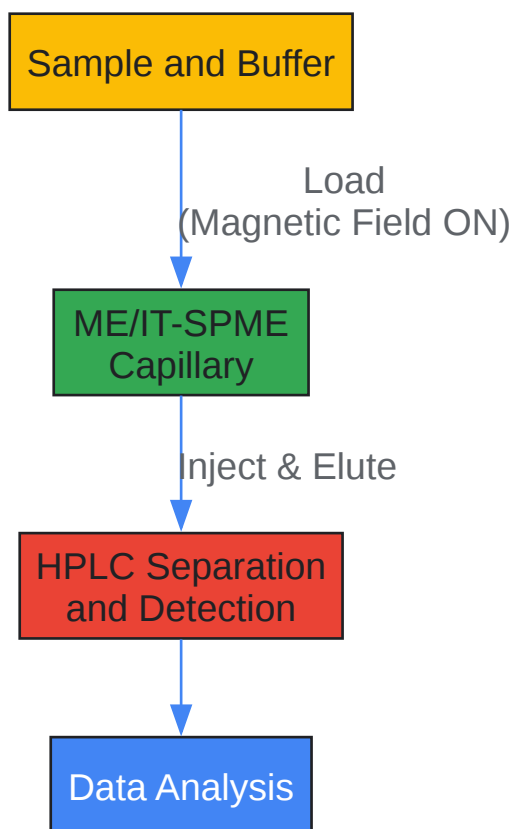 Sample and Buffer
Load
(Magnetic Field ON)
ME/IT-SPME
Capillary
Inject & Elute
HPLC Separation
and Detection
Data Analysis